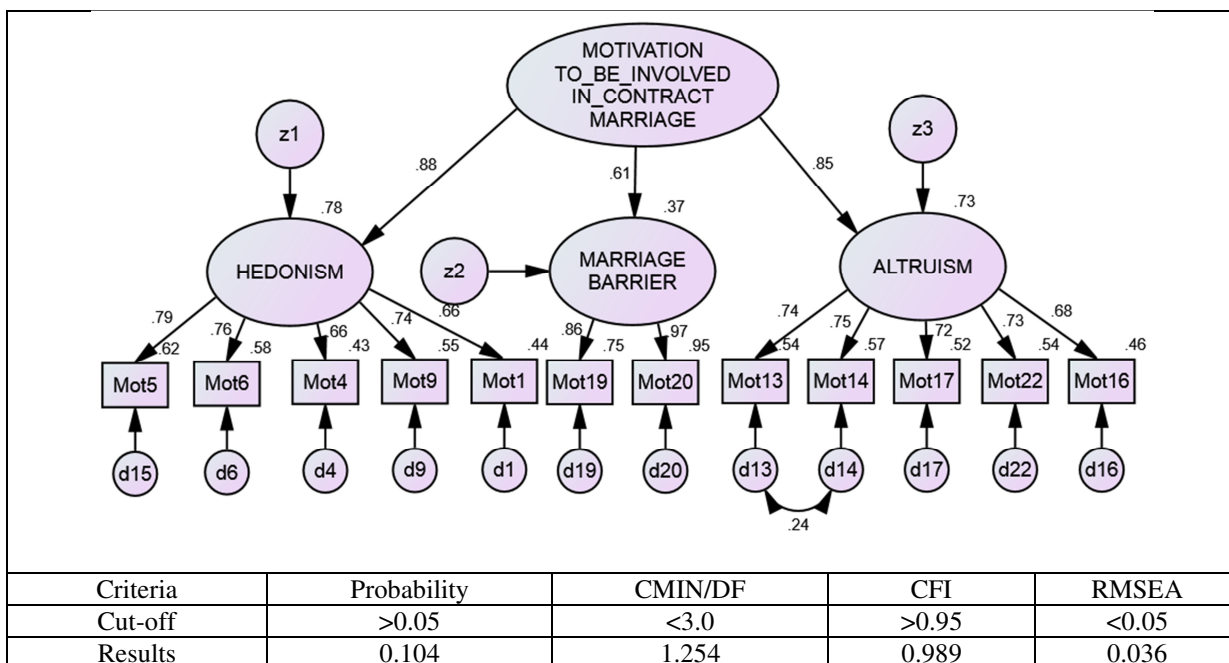 MOTIVATION
TO_BE_INVOLVED
IN_CONTRACT
MARRIAGE
z1
z3
.88
.61
.85
.78
.37
.73
HEDONISM
z2
MARRIAGE
BARRIER
ALTRUISM
.79
.76
.66
.74
.66
.86
.97
.74
.75
.72
.73
.68
.62
.58
.43
.55
.44
.75
.95
.54
.57
.52
.54
.46
Mot5
Mot6
Mot4
Mot9
Mot1
Mot19
Mot20
Mot13
Mot14
Mot17
Mot22
Mot16
d15
d6
d4
d9
d1
d19
d20
d13
d14
d17
d22
d16
.24
Criteria Probability CMIN/DF CFI RMSEA
Cut-off >0.05 <3.0 >0.95 <0.05
Results 0.104 1.254 0.989 0.036